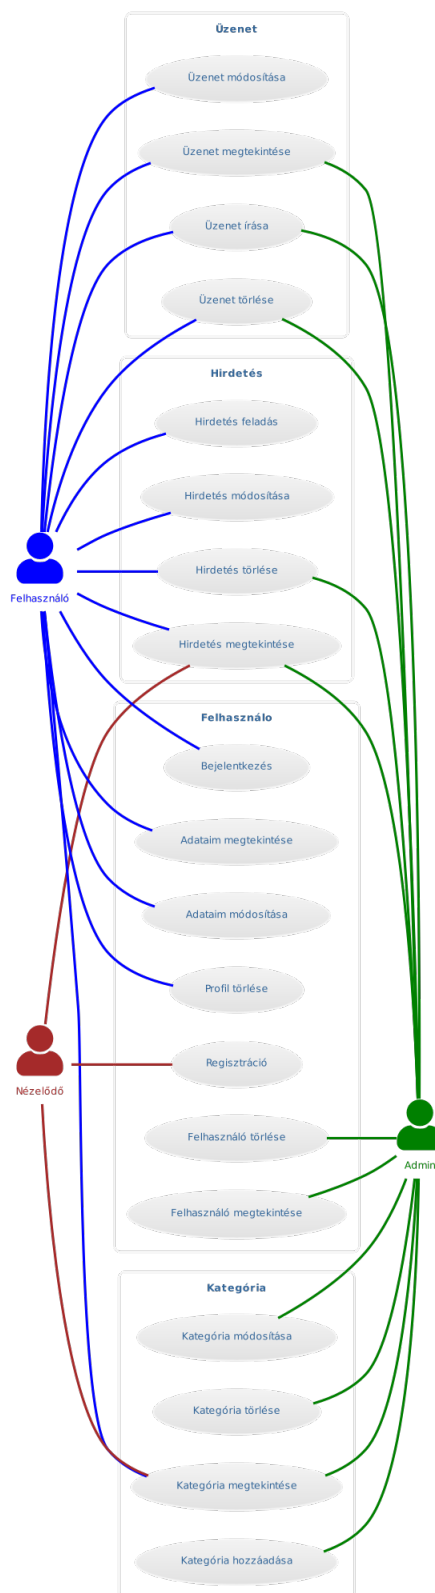 Üzenet
Üzenet módosítása
Üzenet megtekintése
Üzenet írása
Üzenet törlése
Hirdetés
Hirdetés feladás
Hirdetés módosítása
Hirdetés törlése
Hirdetés megtekintése
Felhasználó
Felhasználo
Bejelentkezés
Adataim megtekintése
Adataim módosítása
Profil törlése
Regisztráció
Nézelődő
Felhasználó törlése
Admin
Felhasználó megtekintése
Kategória
Kategória módosítása
Kategória törlése
Kategória megtekintése
Kategória hozzáadása